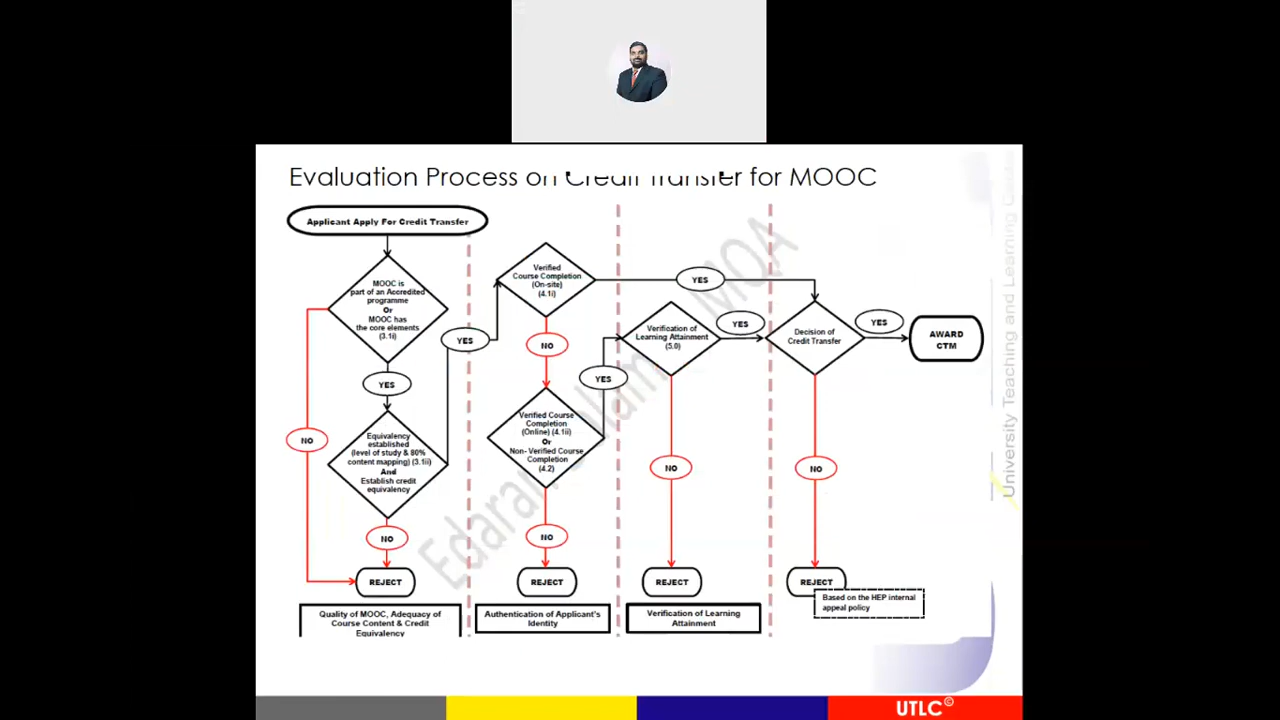 Evaluation Process on Credit Transfer for MOOC
Applicant Apply For Credit Transfer
MOOC is
part of an Accredited
programme
Or
MOOC has
the core elements
(3.1i)
YES
NO
Equivalency
established
(level of study & 80%
content mapping) (3.1ii)
And
Establish credit
equivalency
NO
REJECT
Quality of MOOC, Adequacy of
Course Content & Credit
Equivalency
YES
Verified
Course Completion
(On-site)
(4.1i)
YES
NO
Verified Course
Completion
(Online) (4.1ii)
Or
Non- Verified Course
Completion
(4.2)
YES
NO
REJECT
Authentication of Applicant's
Identity
Verification of
Learning Attainment
(5.0)
YES
NO
REJECT
Verification of Learning
Attainment
Decision of
Credit Transfer
YES
AWARD
CTM
NO
REJECT
Based on the HEP internal
appeal policy
MQA
University Teaching and Learning
UTLC©